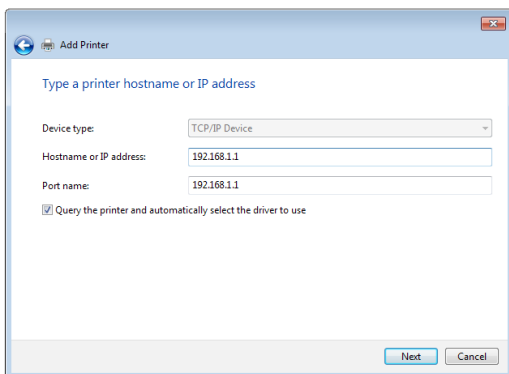 Add Printer
Type a printer hostname or IP address
Device type: TCP/IP Device
Hostname or IP address: 192.168.1.1
Port name: 192.168.1.1
Query the printer and automatically select the driver to use
Next Cancel